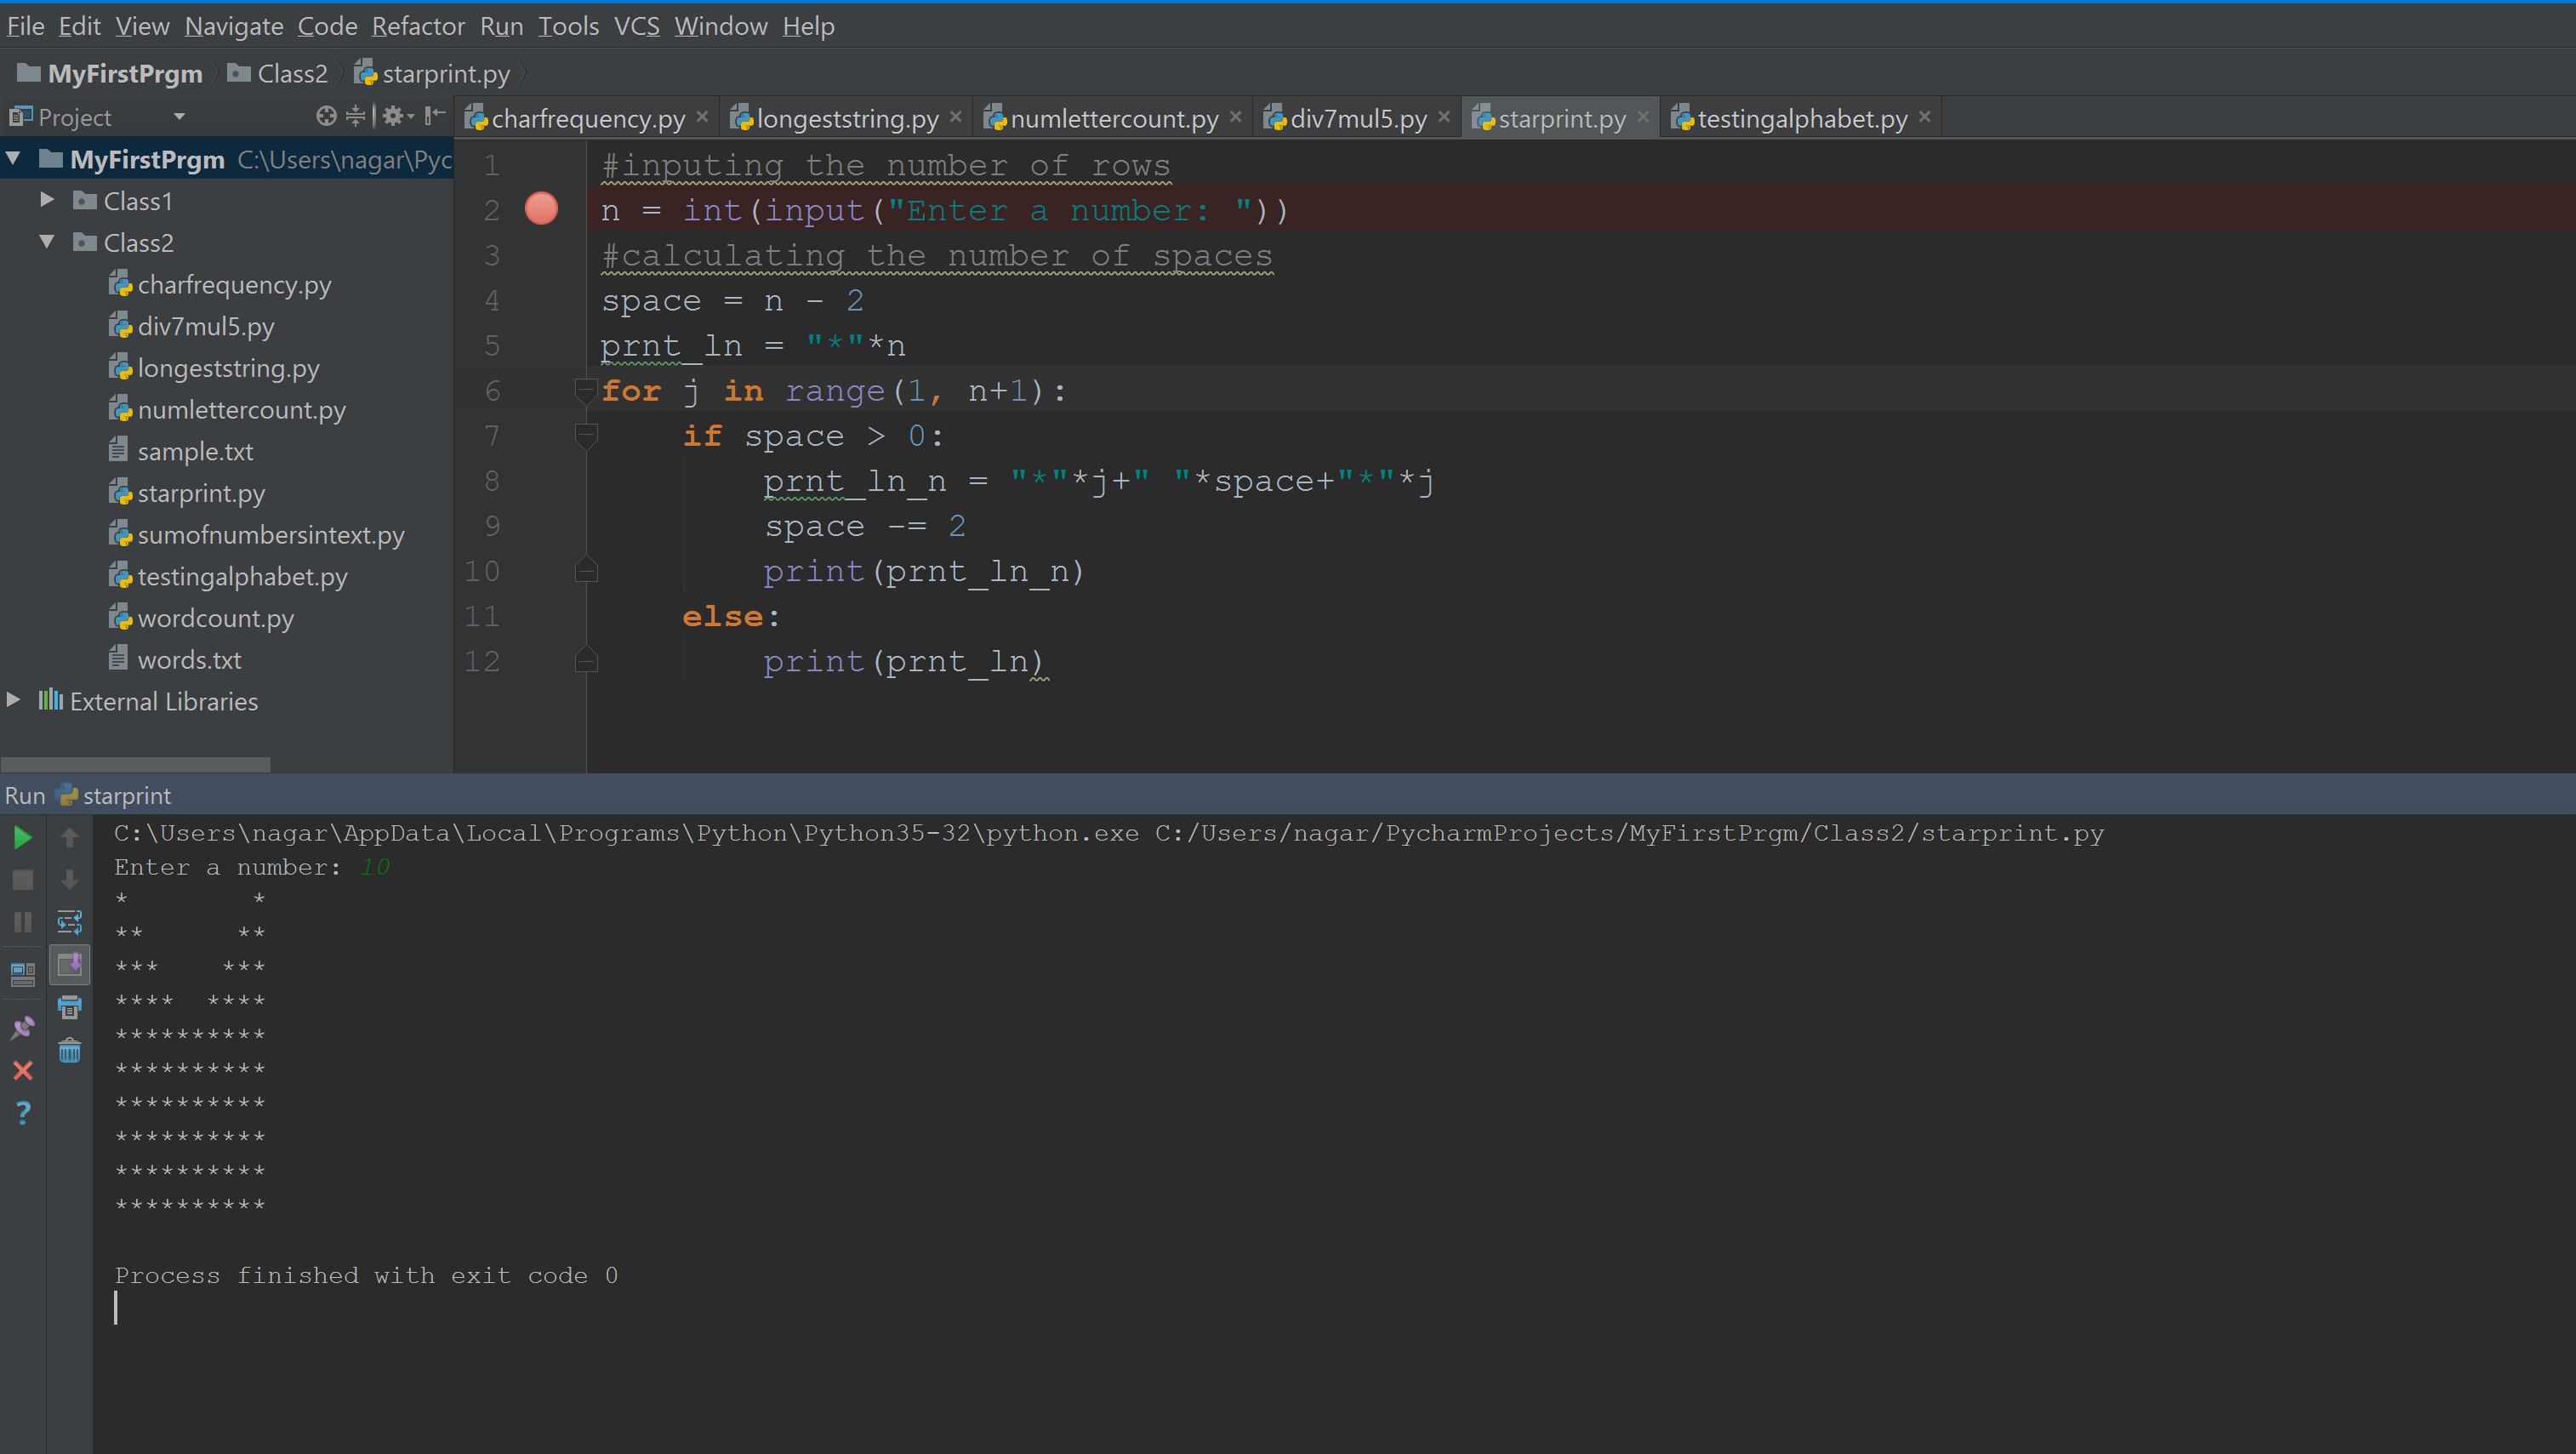 File Edit View Navigate Code Refactor Run Tools VCS Window Help
MyFirstPrgm Class2 starprint.py
Project
charfrequency.py longeststring.py numlettercount.py div7mul5.py starprint.py testingalphabet.py
MyFirstPrgm C:\Users\nagar\Pyc
Class1
Class2
charfrequency.py
div7mul5.py
longeststring.py
numlettercount.py
sample.txt
starprint.py
sumofnumbersintext.py
testingalphabet.py
wordcount.py
words.txt
External Libraries
1 #inputing the number of rows
2 n = int(input("Enter a number: "))
3 #calculating the number of spaces
4 space = n - 2
5 prnt_ln = "*"*n
6 for j in range(1, n+1):
7     if space > 0:
8         prnt_ln_n = "*"*j+" "*space+"*"*j
9         space -= 2
10         print(prnt_ln_n)
11     else:
12         print(prnt_ln)
Run starprint
C:\Users\nagar\AppData\Local\Programs\Python\Python35-32\python.exe C:/Users/nagar/PycharmProjects/MyFirstPrgm/Class2/starprint.py
Enter a number: 10
*        *
**      **
***    ***
****  ****
**********
**********
**********
**********
**********
**********
Process finished with exit code 0